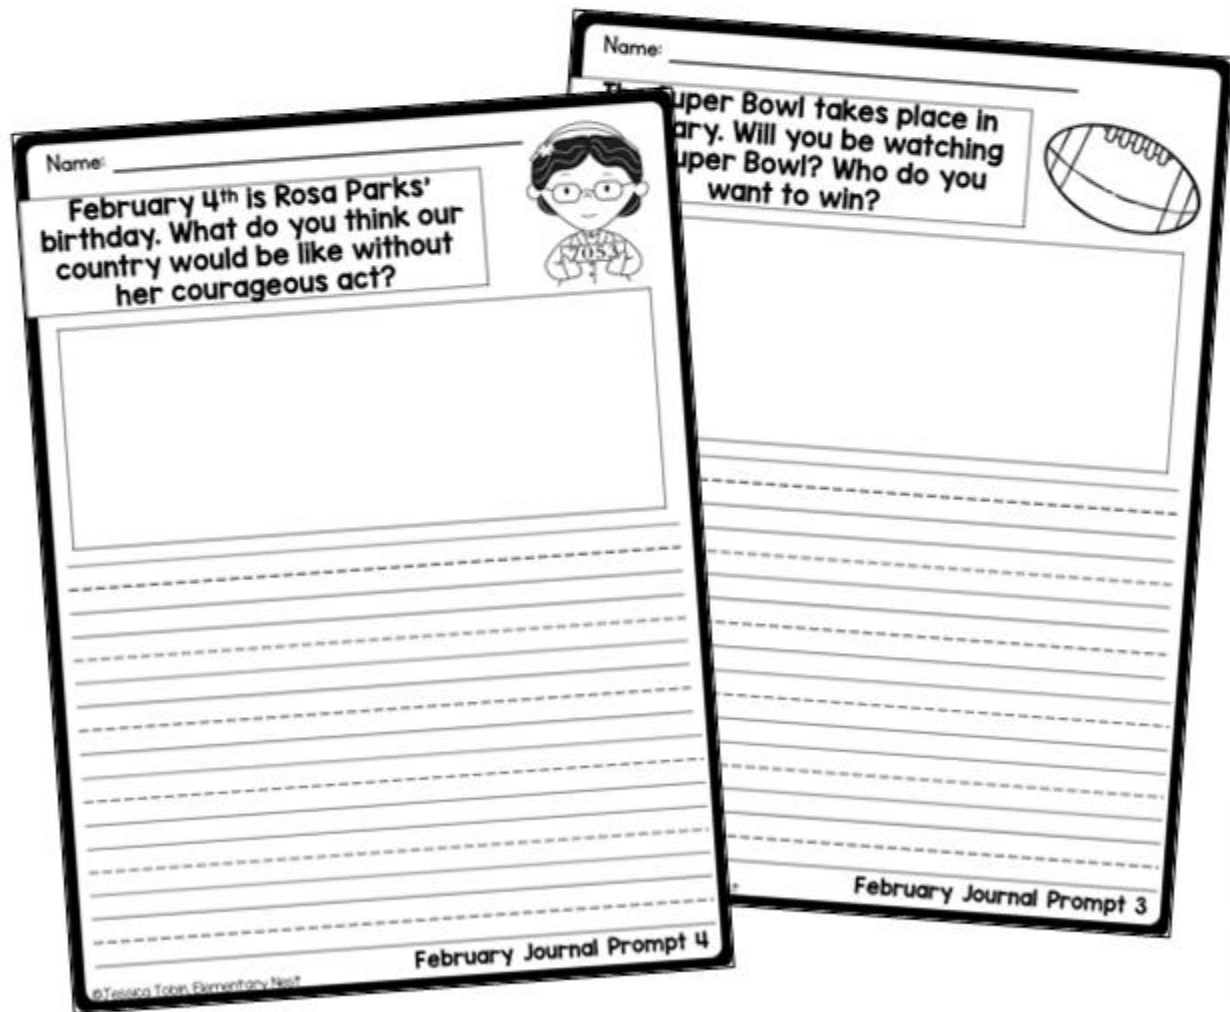 Name:
February 4th is Rosa Parks'
birthday. What do you think our
country would be like without
her courageous act?
7053
February Journal Prompt 4
©Jessica Tobin, Elementary Nest
Name:
uper Bowl takes place in
ary. Will you be watching
uper Bowl? Who do you
want to win?
February Journal Prompt 3